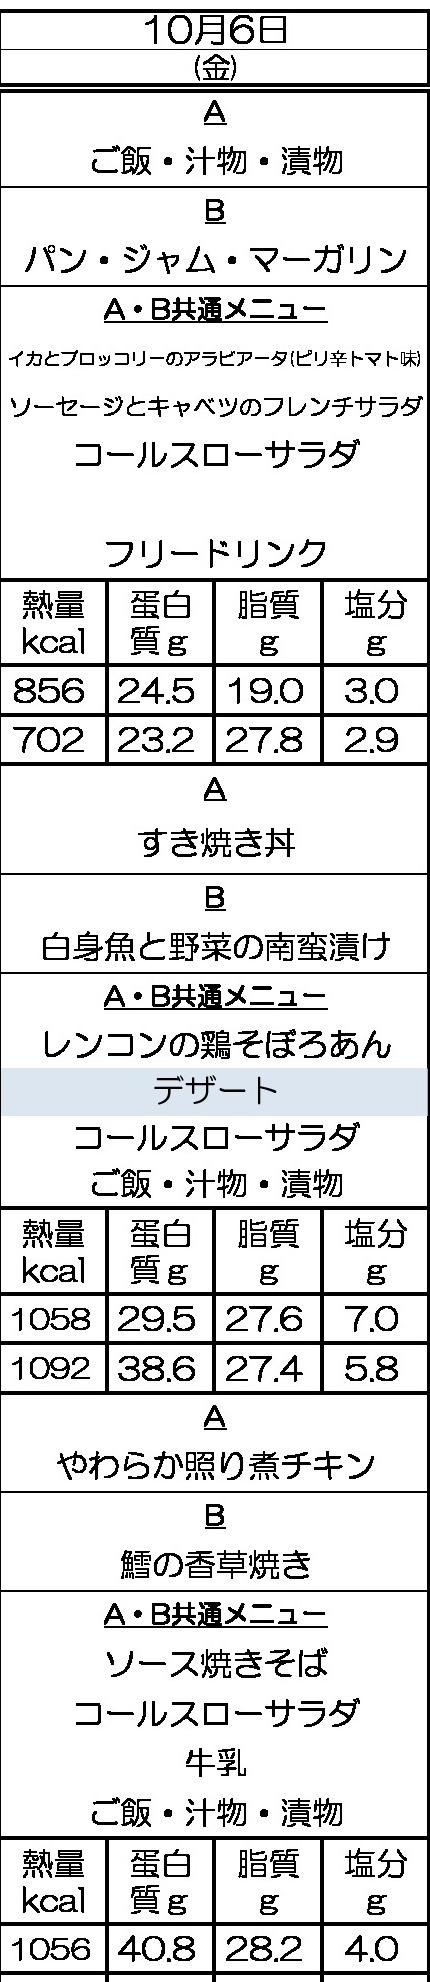 10月6日
(金)
A
ご飯・汁物・漬物
B
パン・ジャム・マーガリン
A・B共通メニュー
イカとブロッコリーのアラビアータ(ピリ辛トマト味)
ソーセージとキャベツのフレンチサラダ
コールスローサラダ
フリードリンク
熱量 蛋白 脂質 塩分
kcal 質g g g
856 24.5 19.0 3.0
702 23.2 27.8 2.9
A
すき焼き丼
B
白身魚と野菜の南蛮漬け
A・B共通メニュー
レンコンの鶏そぼろあん
デザート
コールスローサラダ
ご飯・汁物・漬物
熱量 蛋白 脂質 塩分
kcal 質g g g
1058 29.5 27.6 7.0
1092 38.6 27.4 5.8
A
やわらか照り煮チキン
B
鱈の香草焼き
A・B共通メニュー
ソース焼きそば
コールスローサラダ
牛乳
ご飯・汁物・漬物
熱量 蛋白 脂質 塩分
kcal 質g g g
1056 40.8 28.2 4.0